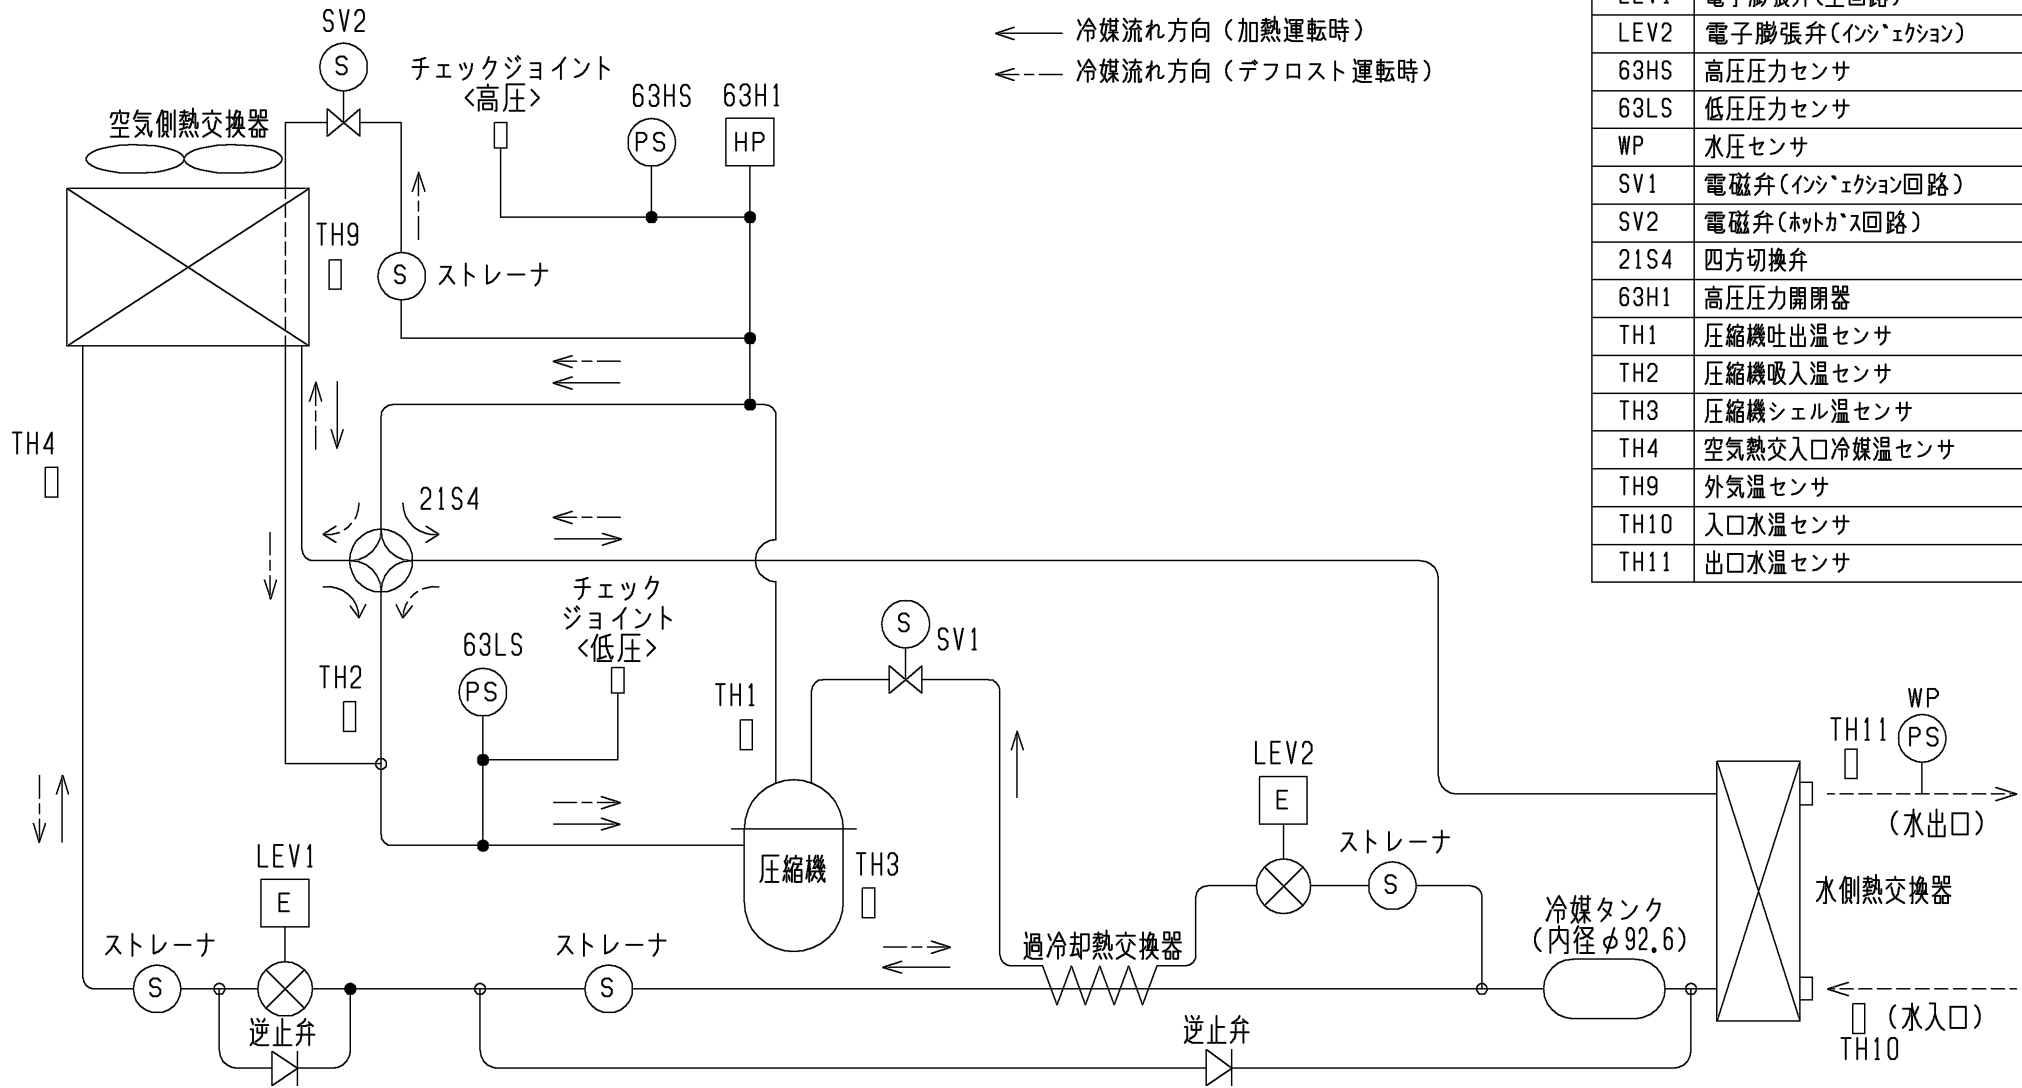 SV2
チェックジョイント
<高圧>
63HS
63H1
S
PS
HP
空気側熱交換器
TH9
S
ストレーナ
冷媒流れ方向(加熱運転時)
冷媒流れ方向(デフロスト運転時)
LEV2 電子膨張弁(インジェクション)
63HS 高圧圧力センサ
63LS 低圧圧力センサ
WP 水圧センサ
SV1 電磁弁(インジェクション回路)
SV2 電磁弁(ホットガス回路)
21S4 四方切換弁
63H1 高圧圧力開閉器
TH1 圧縮機吐出温センサ
TH2 圧縮機吸入温センサ
TH3 圧縮機シェル温センサ
TH4 空気熱交入口冷媒温センサ
TH9 外気温センサ
TH10 入口水温センサ
TH11 出口水温センサ
TH4
21S4
チェック
ジョイント
<低圧>
63LS
PS
TH2
TH1
S
SV1
LEV2
E
ストレーナ
S
WP
PS
TH11
(水出口)
水側熱交換器
(水入口)
TH10
冷媒タンク
(内径φ92.6)
圧縮機
TH3
過冷却熱交換器
LEV1
E
ストレーナ
S
逆止弁
ストレーナ
S
逆止弁